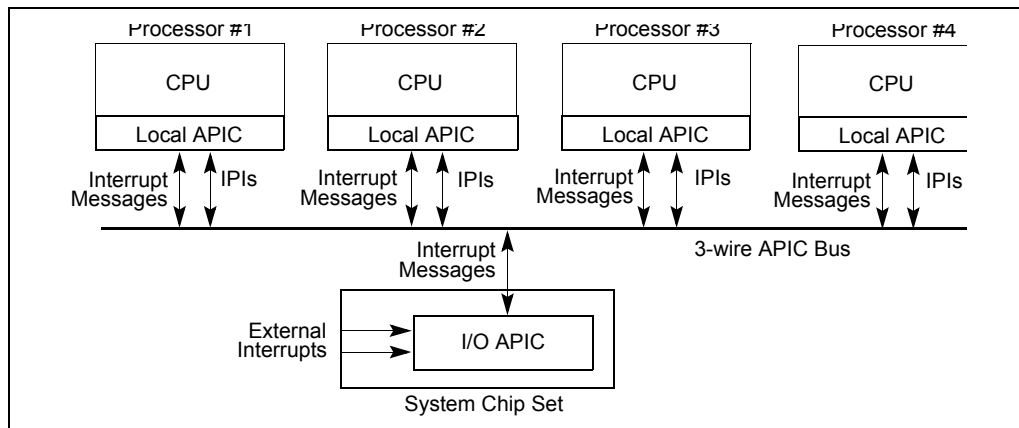 Processor #1
Processor #2
Processor #3
Processor #4
CPU
CPU
CPU
CPU
Local APIC
Local APIC
Local APIC
Local APIC
Interrupt
Messages
IPIs
Interrupt
Messages
IPIs
Interrupt
Messages
IPIs
Interrupt
Messages
IPIs
Interrupt
Messages
3-wire APIC Bus
External
Interrupts
I/O APIC
System Chip Set